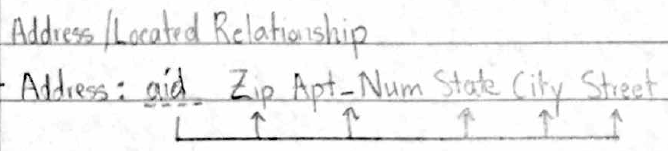 Address/Located Relationship
- Address: aid Zip Apt_Num State City Street